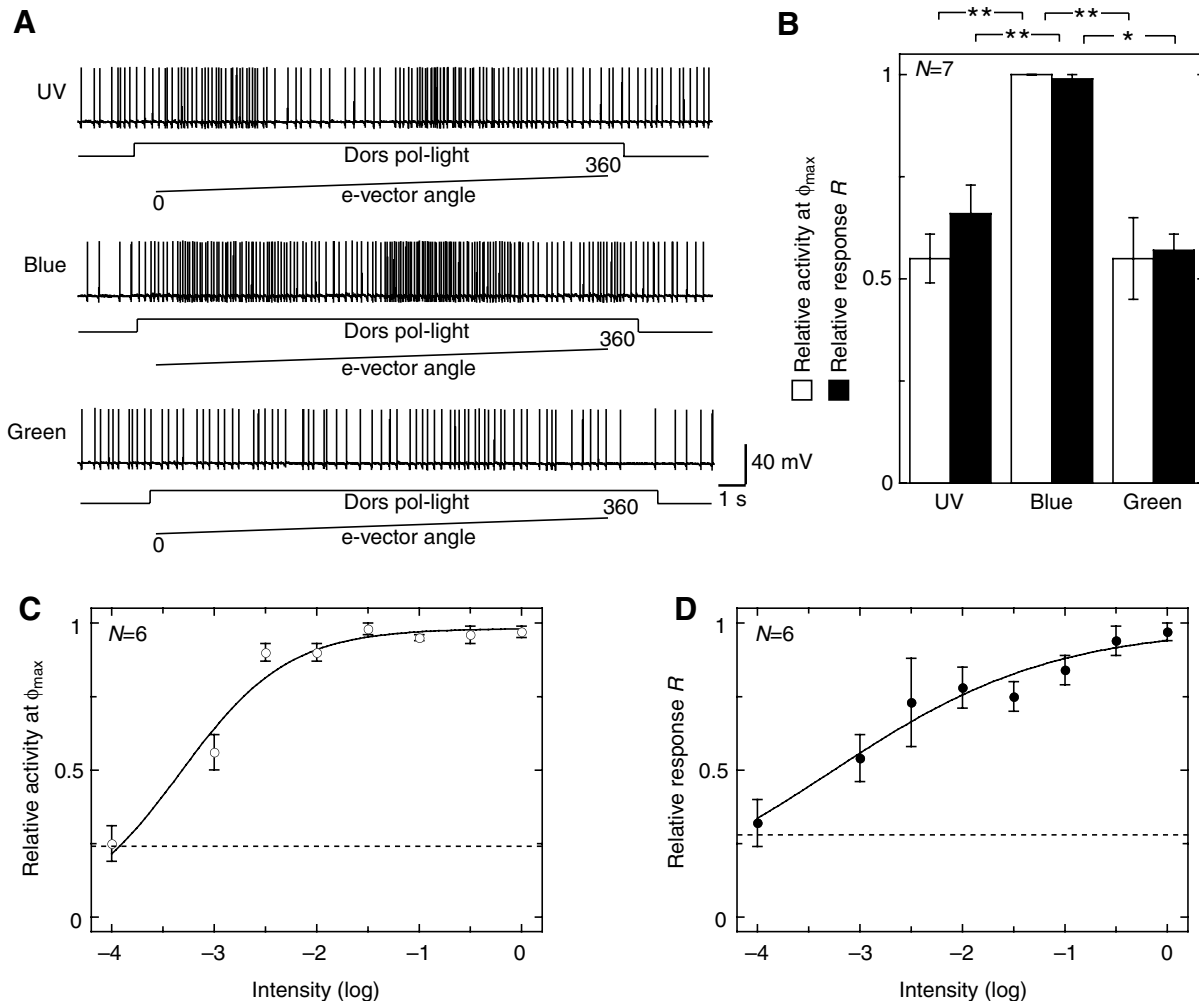 A
UV
Dors pol-light
360
0
e-vector angle
Blue
Dors pol-light
360
e-vector angle
Green
Dors pol-light
360
0
e-vector angle
40 mV
1 s
B
** **
** *
N=7
1
0.5
0
Relative activity at ϕmax
Relative response R
UV Blue Green
C
N=6
1
0.5
0
Relative activity at ϕmax
–4 –3 –2 –1 0
Intensity (log)
D
N=6
1
0.5
0
Relative response R
–4 –3 –2 –1 0
Intensity (log)